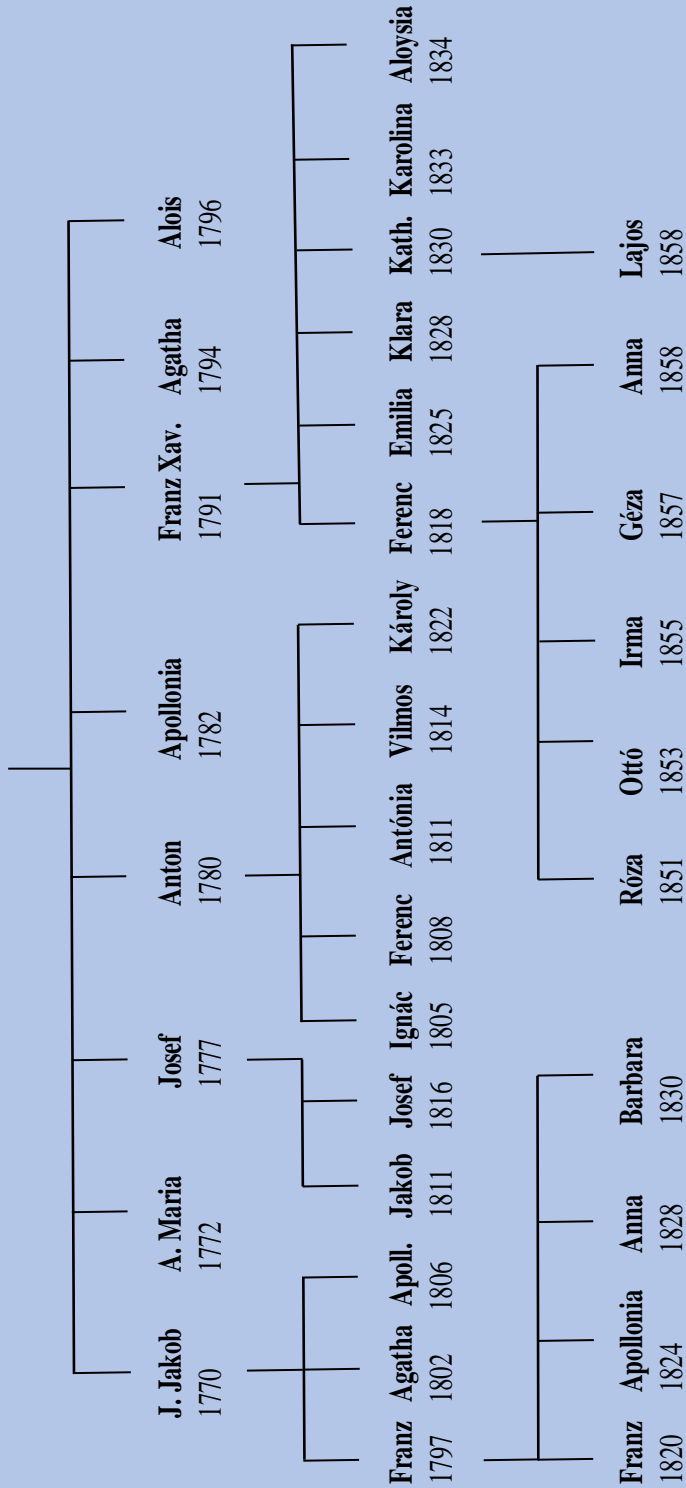 J. Jakob
1770
A. Maria
1772
Josef
1777
Anton
1780
Apollonia
1782
Franz Xav.
1791
Agatha
1794
Alois
1796
Franz
1797
Agatha
1802
Apoll.
1806
Jakob
1811
Josef
1816
Ignác
1805
Ferenc
1808
Antónia
1811
Vilmos
1814
Károly
1822
Ferenc
1818
Emilia
1825
Klara
1828
Kath.
1830
Karolina
1833
Aloysia
1834
Franz
1820
Apollonia
1824
Anna
1828
Barbara
1830
Róza
1851
Ottó
1853
Irma
1855
Géza
1857
Anna
1858
Lajos
1858